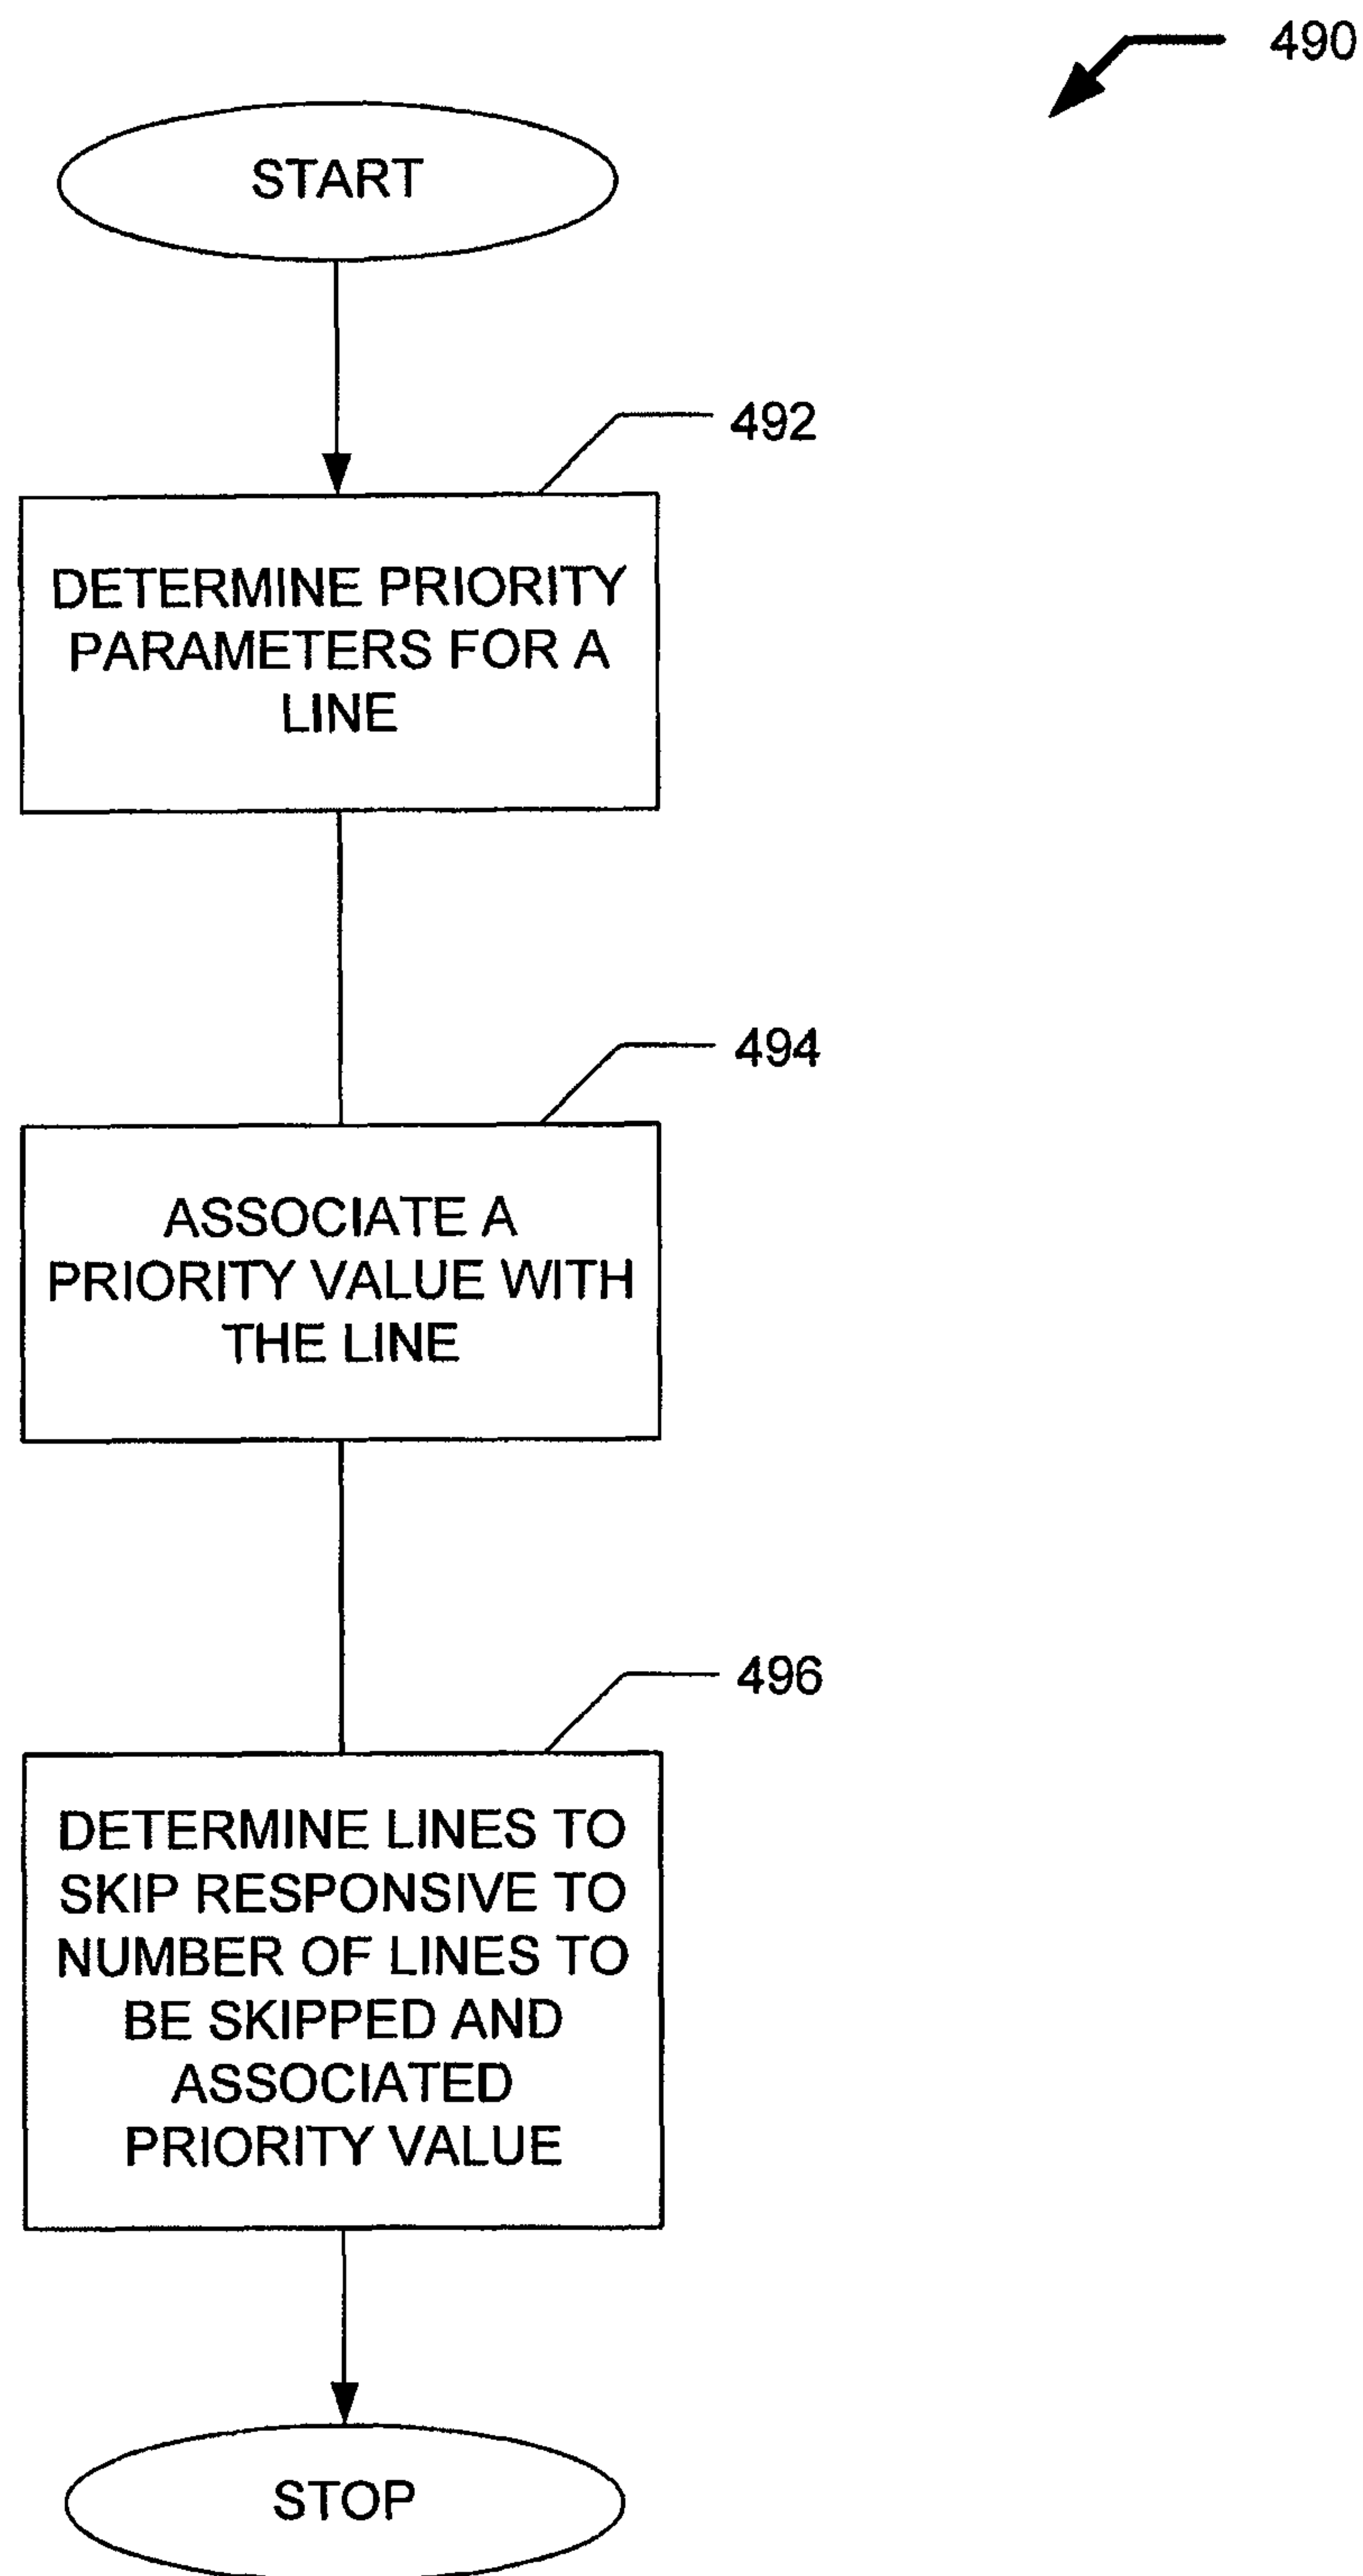 490
START
492
DETERMINE PRIORITY
PARAMETERS FOR A
LINE
494
ASSOCIATE A
PRIORITY VALUE WITH
THE LINE
496
DETERMINE LINES TO
SKIP RESPONSIVE TO
NUMBER OF LINES TO
BE SKIPPED AND
ASSOCIATED
PRIORITY VALUE
STOP